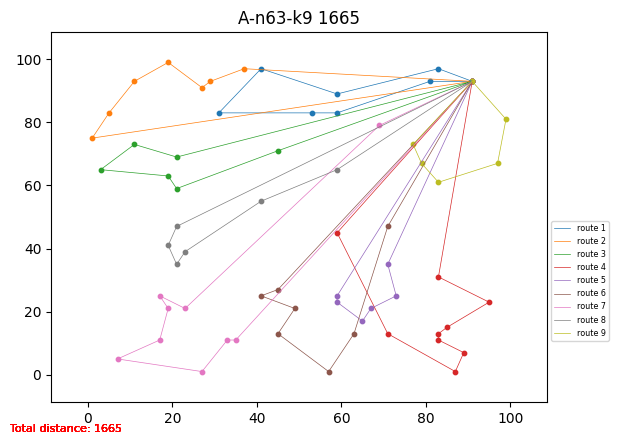 A-n63-k9 1665
100
80
60
40
20
0
0 20 40 60 80 100
route 1
route 2
route 3
route 4
route 5
route 6
route 7
route 8
route 9
Total distance: 1665